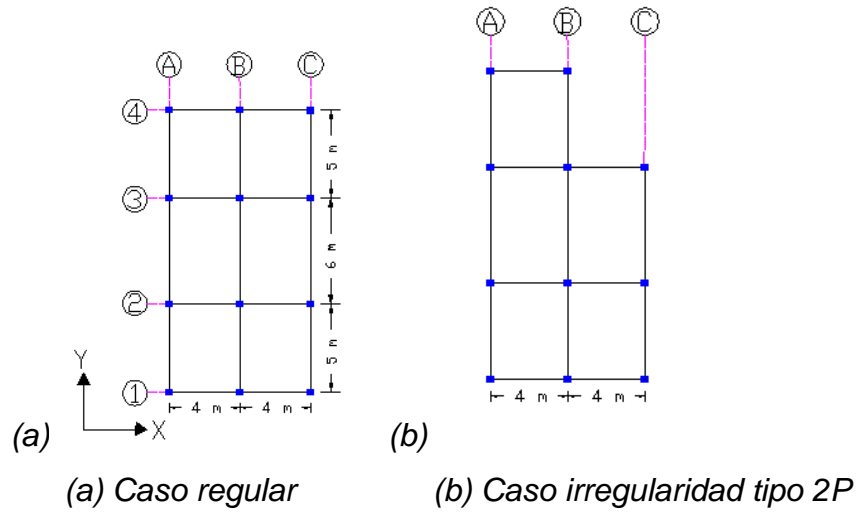 A B C
A B C
4
5 m
3
6 m
2
5 m
Y
1
4 m 4 m
X
4 m 4 m
(a)
(b)
(a) Caso regular
(b) Caso irregularidad tipo 2P